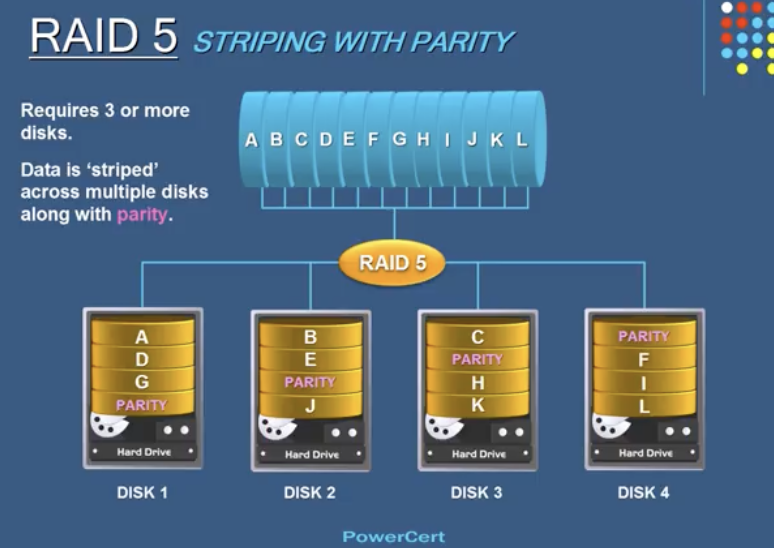 RAID 5 STRIPING WITH PARITY
Requires 3 or more
disks.
Data is ‘striped’
across multiple disks
along with parity.
A B C D E F G H I J K L
RAID 5
A
D
G
PARITY
Hard Drive
DISK 1
B
E
PARITY
J
Hard Drive
DISK 2
C
PARITY
H
K
Hard Drive
DISK 3
PARITY
F
I
L
Hard Drive
DISK 4
PowerCert